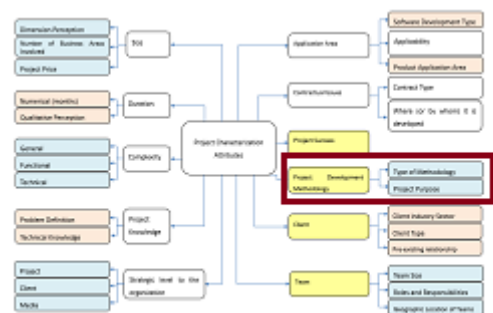 Dimension Perception
Number of Business Areas
Involved
Project Price
Size
Numerical (months)
Qualitative Perception
Duration
General
Functional
Technical
Complexity
Problem Definition
Technical Knowledge
Project
Knowledge
Project
Client
Media
Strategic level to the
organization
Project Characterization
Attributes
Application Area
Software Development Type
Applicability
Product Application Area
Contract Type
Where (or by whom) it is
developed
Project
Project Development
Methodology
Type of Methodology
Project Purpose
Client
Client Industry Sector
Client Type
Pre-existing relationship
Team
Team Size
Roles and Responsibilities
Geographic Location of Teams